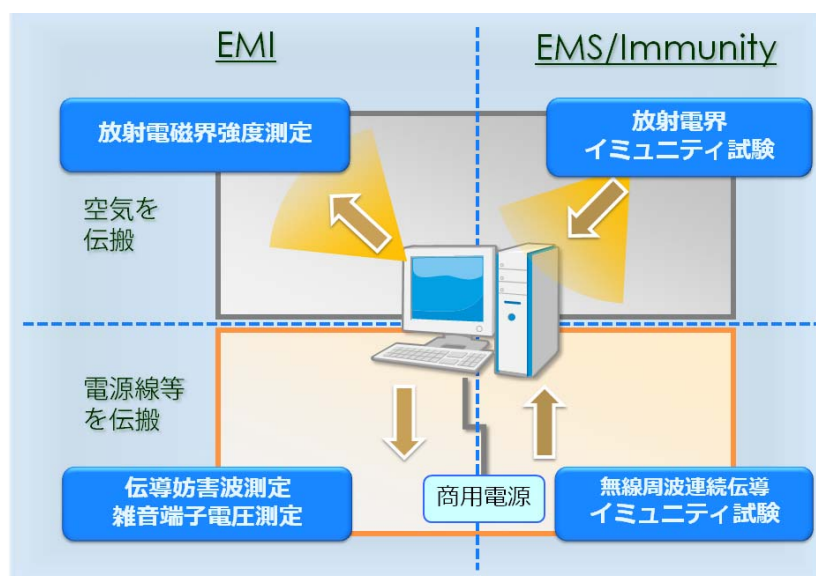 EMI
EMS/Immunity
放射電磁界強度測定
放射電界
イミュニティ試験
空気を
伝搬
電源線等
を伝搬
伝導妨害波測定
雑音端子電圧測定
商用電源
無線周波連続伝導
イミュニティ試験